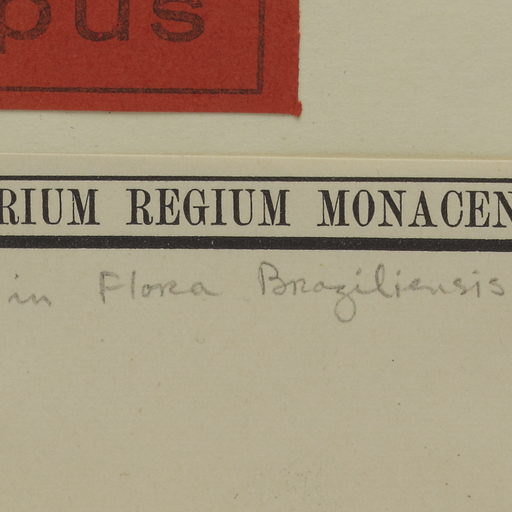 pus
RIUM REGIUM MONACEN
in Flora Braziliensis